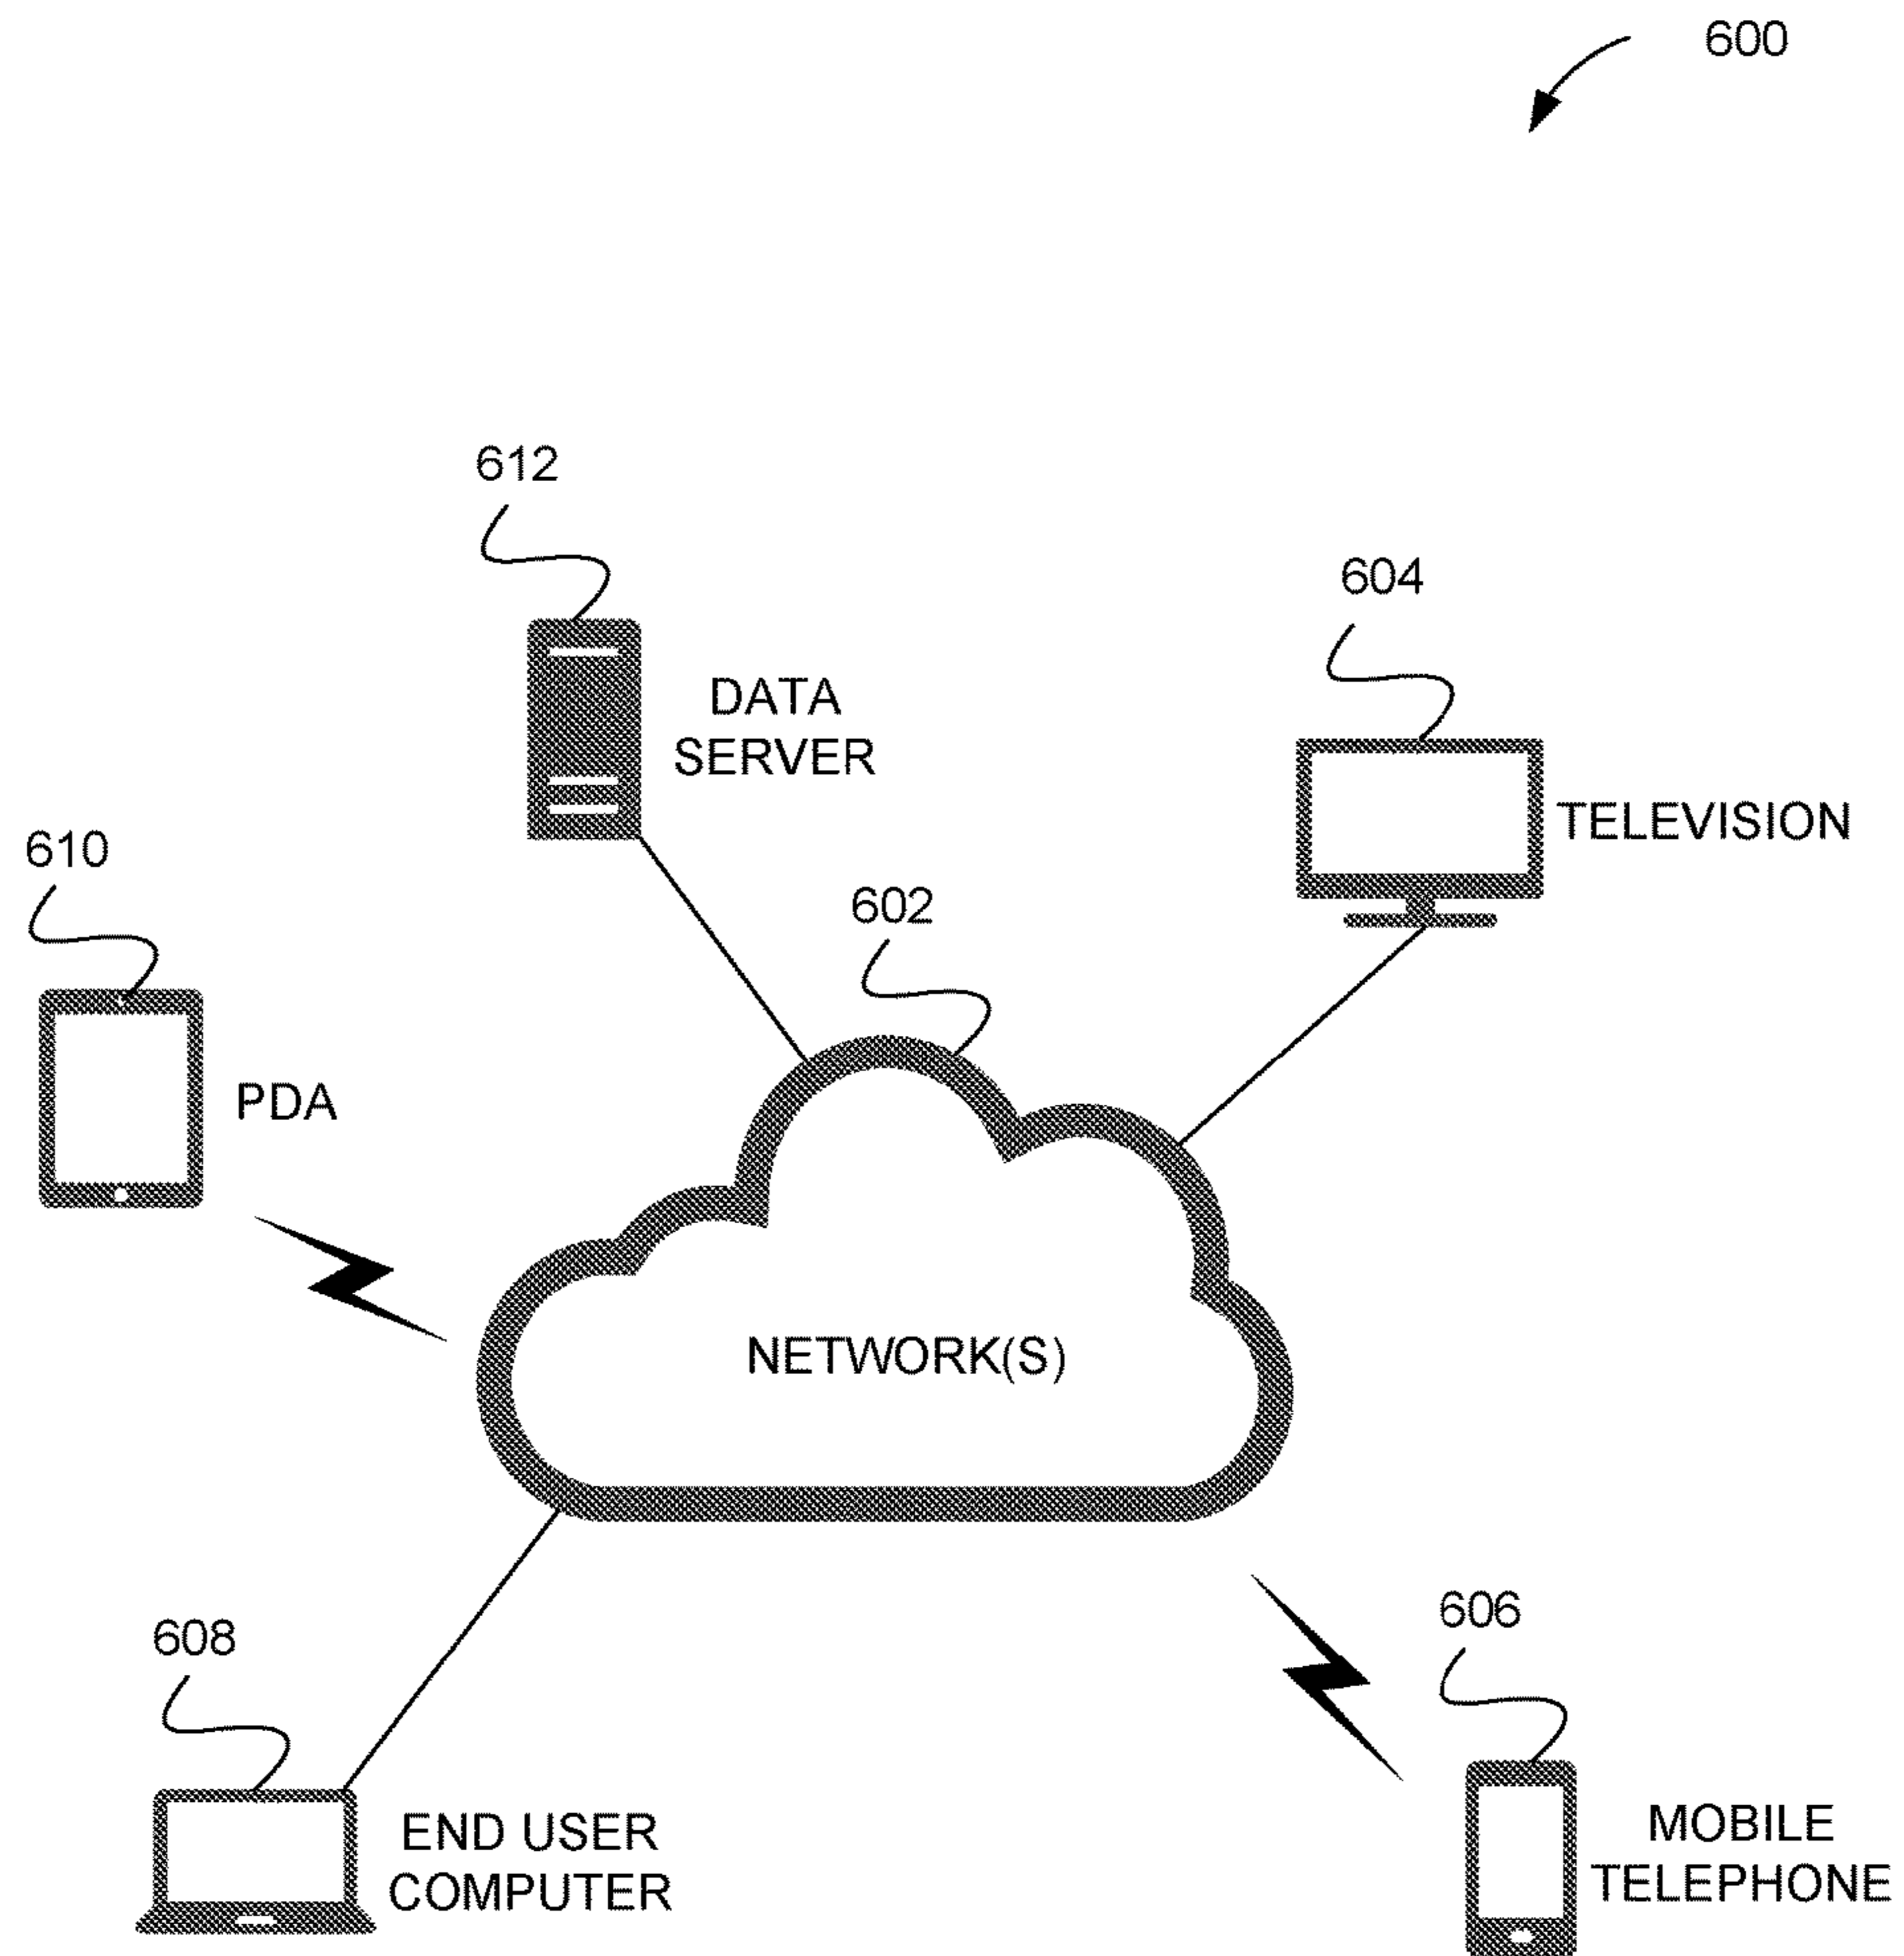 600
612
604
DATA
SERVER
TELEVISION
610
602
PDA
NETWORK(S)
608
606
END USER
COMPUTER
MOBILE
TELEPHONE